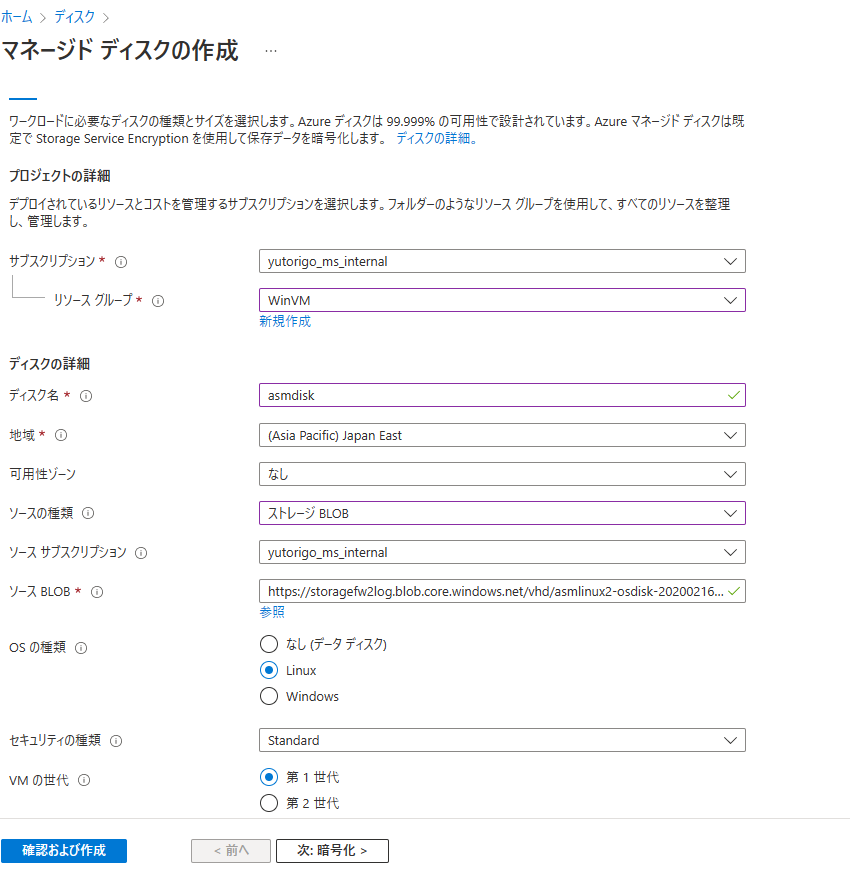 ホーム > ディスク >
マネージド ディスクの作成 ...
ワークロードに必要なディスクの種類とサイズを選択します。Azure ディスクは 99.999% の可用性で設計されています。Azure マネージド ディスクは既
定で Storage Service Encryption を使用して保存データを暗号化します。 ディスクの詳細。
プロジェクトの詳細
デプロイされているリソースとコストを管理するサブスクリプションを選択します。フォルダーのようなリソース グループを使用して、すべてのリソースを整理
し、管理します。
サブスクリプション * yutorigo_ms_internal
リソース グループ * WinVM
新規作成
ディスクの詳細
ディスク名 * asmdisk
地域 * (Asia Pacific) Japan East
可用性ゾーン なし
ソースの種類 ストレージ BLOB
ソース サブスクリプション yutorigo_ms_internal
ソース BLOB * https://storagefw2log.blob.core.windows.net/vhd/asmlinux2-osdisk-20200216...
参照
OS の種類 なし (データ ディスク)
Linux
Windows
セキュリティの種類 Standard
VM の世代 第 1 世代
第 2 世代
確認および作成 < 前へ 次: 暗号化 >